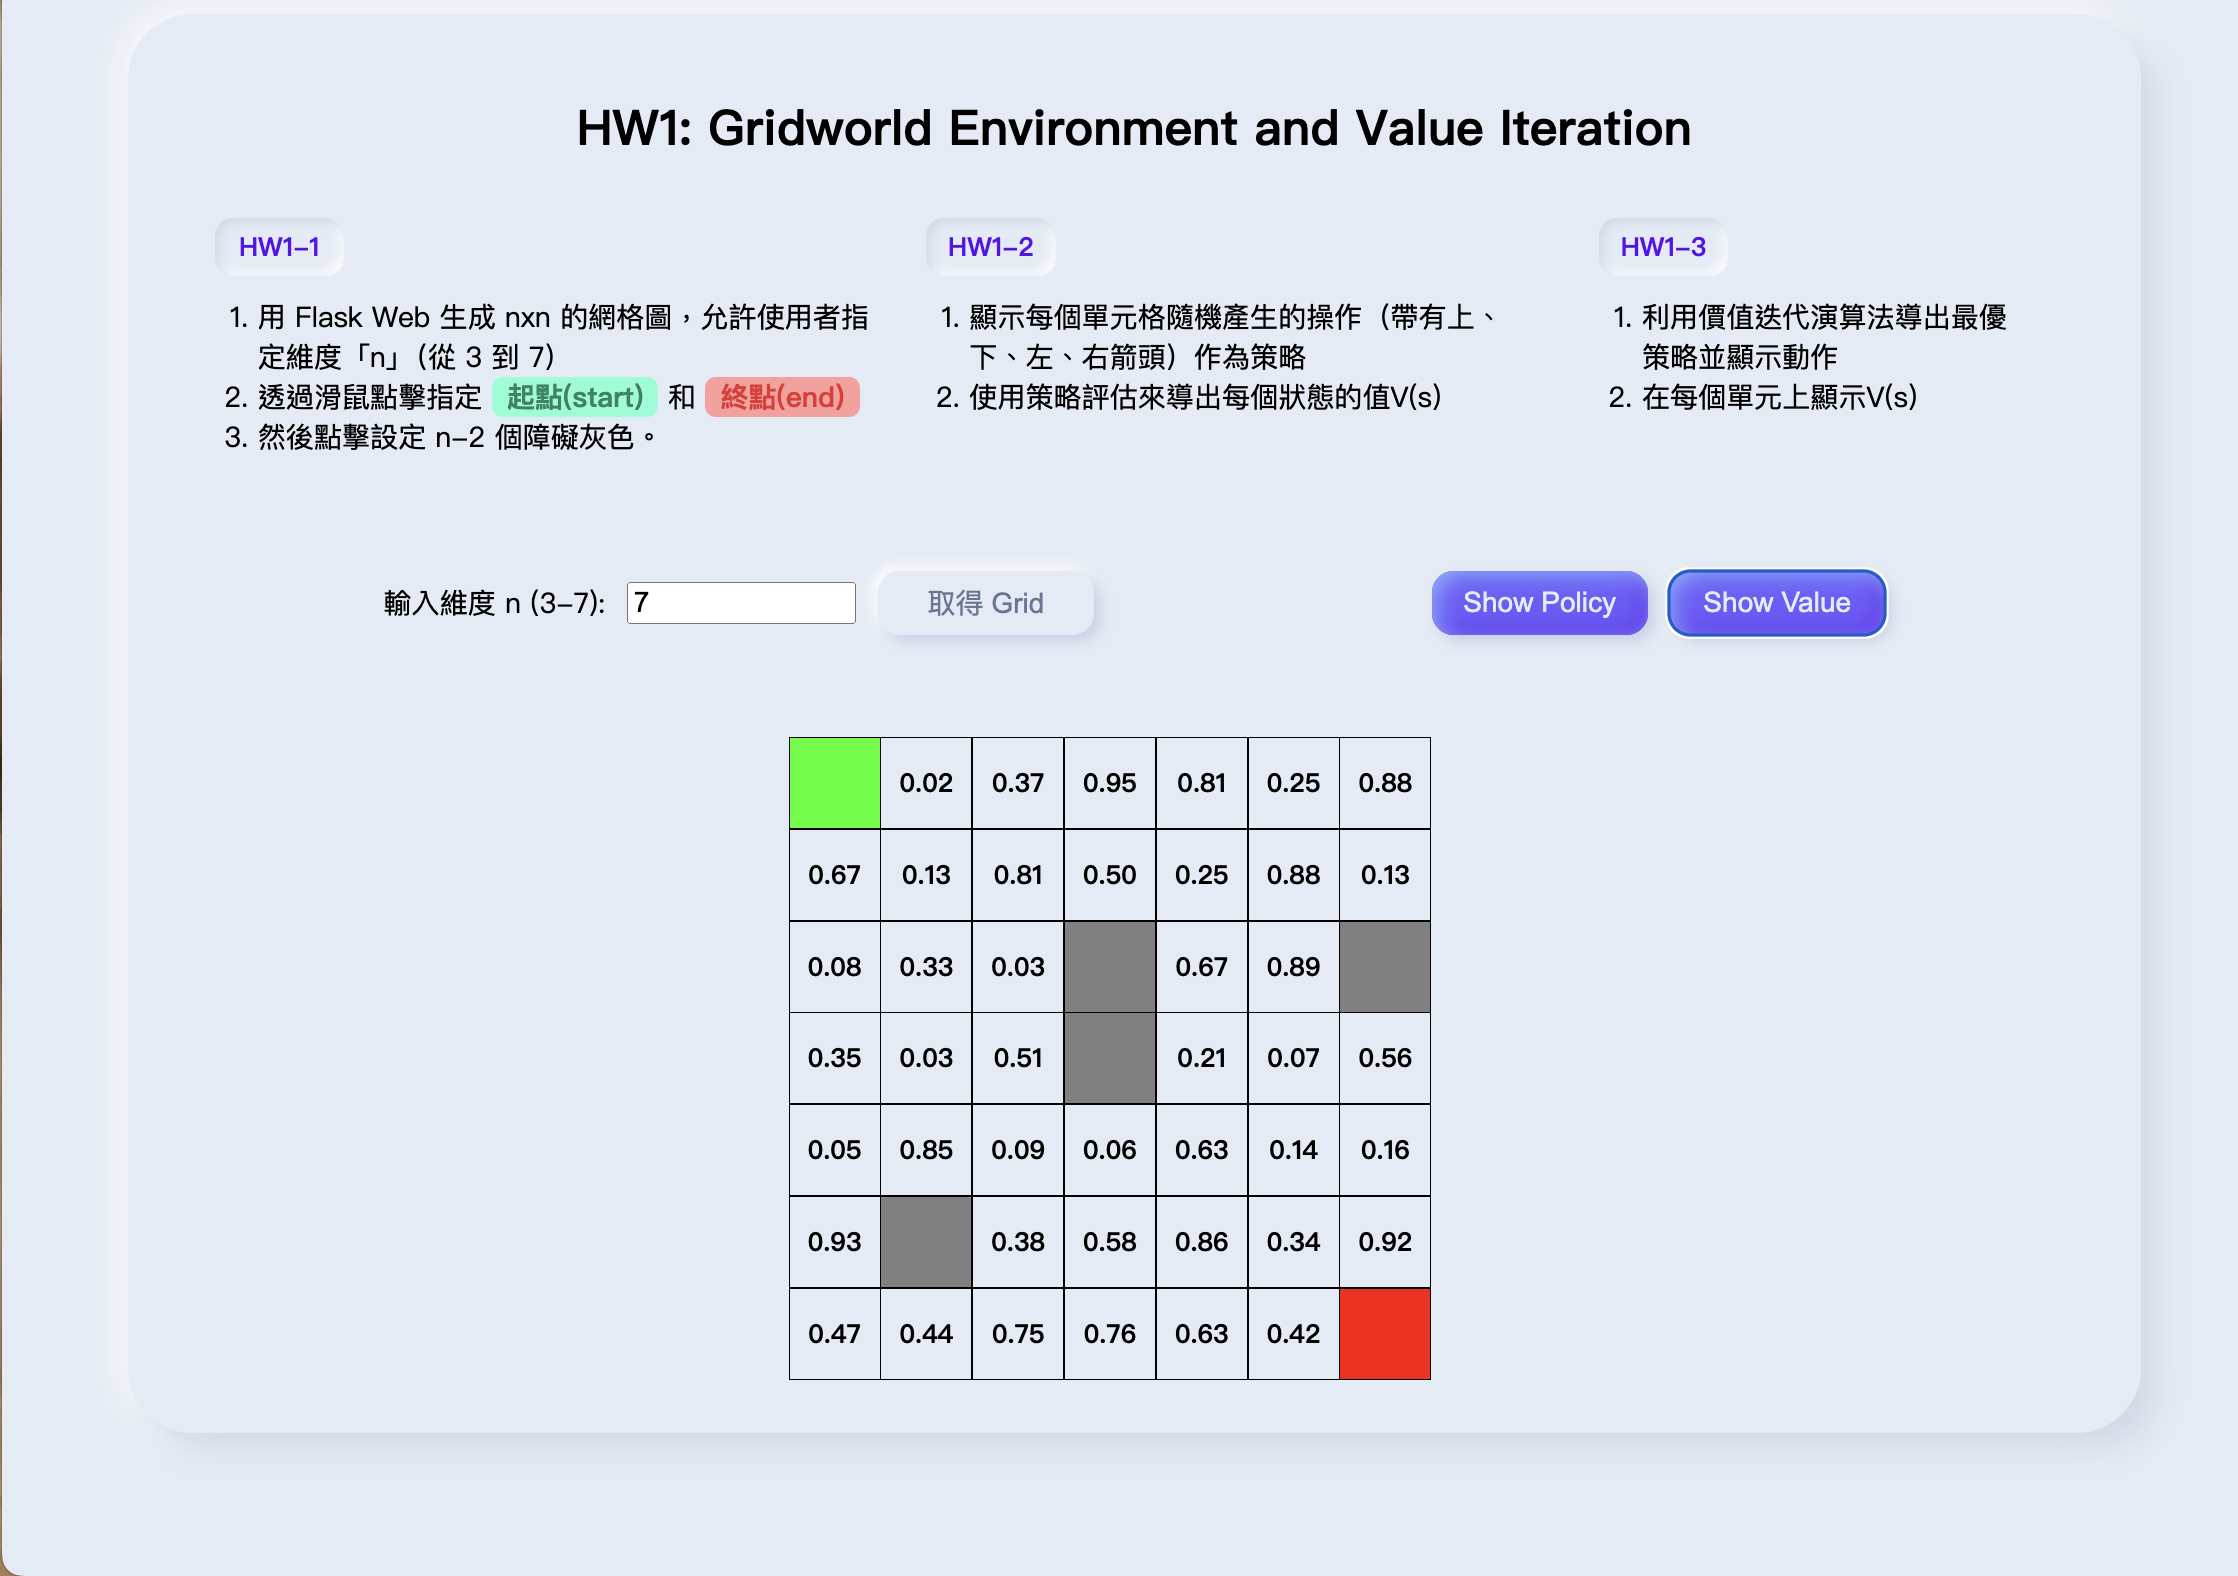 HW1: Gridworld Environment and Value Iteration
HW1-1
1. 用 Flask Web 生成 nxn 的網格圖，允許使用者指
定維度「n」（從 3 到 7）
2. 透過滑鼠點擊指定 起點(start) 和 終點(end)
3. 然後點擊設定 n-2 個障礙灰色。
HW1-2
1. 顯示每個單元格隨機產生的操作（帶有上、
下、左、右箭頭）作為策略
2. 使用策略評估來導出每個狀態的值V(s)
HW1-3
1. 利用價值迭代演算法導出最優
策略並顯示動作
2. 在每個單元上顯示V(s)
輸入維度 n (3-7): 7 取得 Grid Show Policy Show Value
0.02 0.37 0.95 0.81 0.25 0.88
0.67 0.13 0.81 0.50 0.25 0.88 0.13
0.08 0.33 0.03 0.67 0.89
0.35 0.03 0.51 0.21 0.07 0.56
0.05 0.85 0.09 0.06 0.63 0.14 0.16
0.93 0.38 0.58 0.86 0.34 0.92
0.47 0.44 0.75 0.76 0.63 0.42